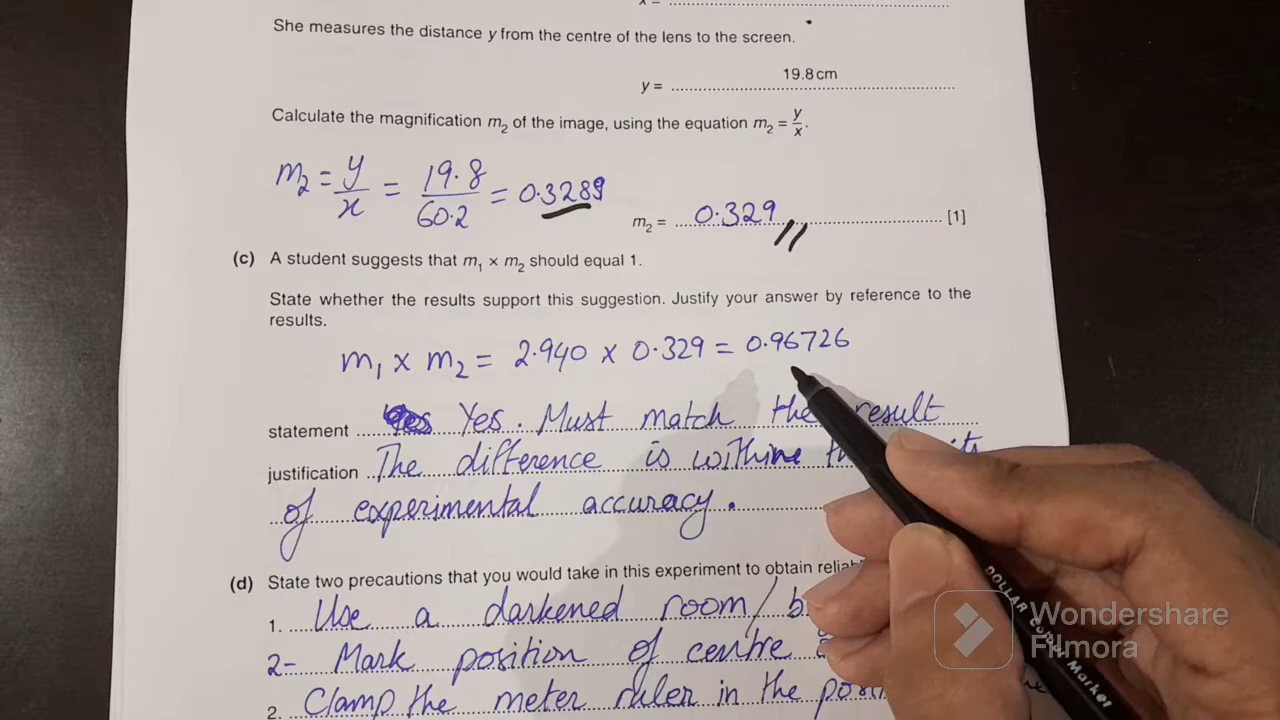 x = ........................................................
She measures the distance y from the centre of the lens to the screen.
y = 19.8 cm
Calculate the magnification m₂ of the image, using the equation m₂ = y/x.
m₂ = y/x = 19.8/60.2 = 0.3289
m₂ = 0.329 [1]
(c) A student suggests that m₁ × m₂ should equal 1.
State whether the results support this suggestion. Justify your answer by reference to the
results.
m₁ × m₂ = 2.940 × 0.329 = 0.96726
statement Yes. Must match the result
justification The difference is withine
of experimental accuracy.
(d) State two precautions that you would take in this experiment to obtain
1. Use a darkened room/
2- Mark position of centre
2. Clamp the meter ruler in the
DOLLAR Marker
Wondershare
Filmora